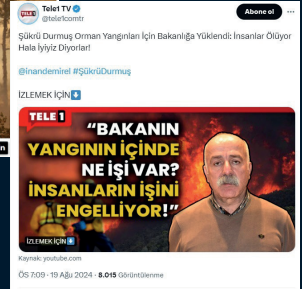 Tele1 TV
@tele1comtr
Abone ol
Şükrü Durmuş Orman Yangınları İçin Bakanlığa Yüklendi: İnsanlar Ölüyor
Hala İyiyiz Diyorlar!
@inandemirel #ŞükrüDurmuş
İZLEMEK İÇİN
TELE1
"BAKANIN
YANGININ İÇİNDE
NE İŞİ VAR?
İNSANLARIN İŞİNİ
ENGELLİYOR!"
İZLEMEK İÇİN
Kaynak: youtube.com
ÖS 7:09 · 19 Ağu 2024 · 8.015 Görüntülenme